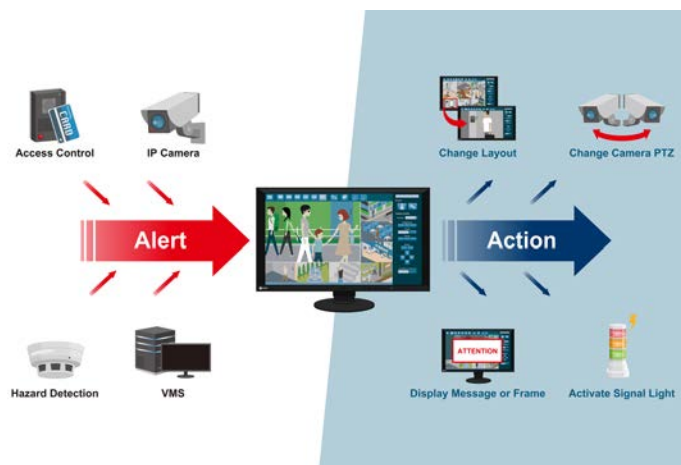 CARD
Access Control
IP Camera
Change Layout
Change Camera PTZ
Alert
Action
Hazard Detection
VMS
ATTENTION
Display Message or Frame
Activate Signal Light